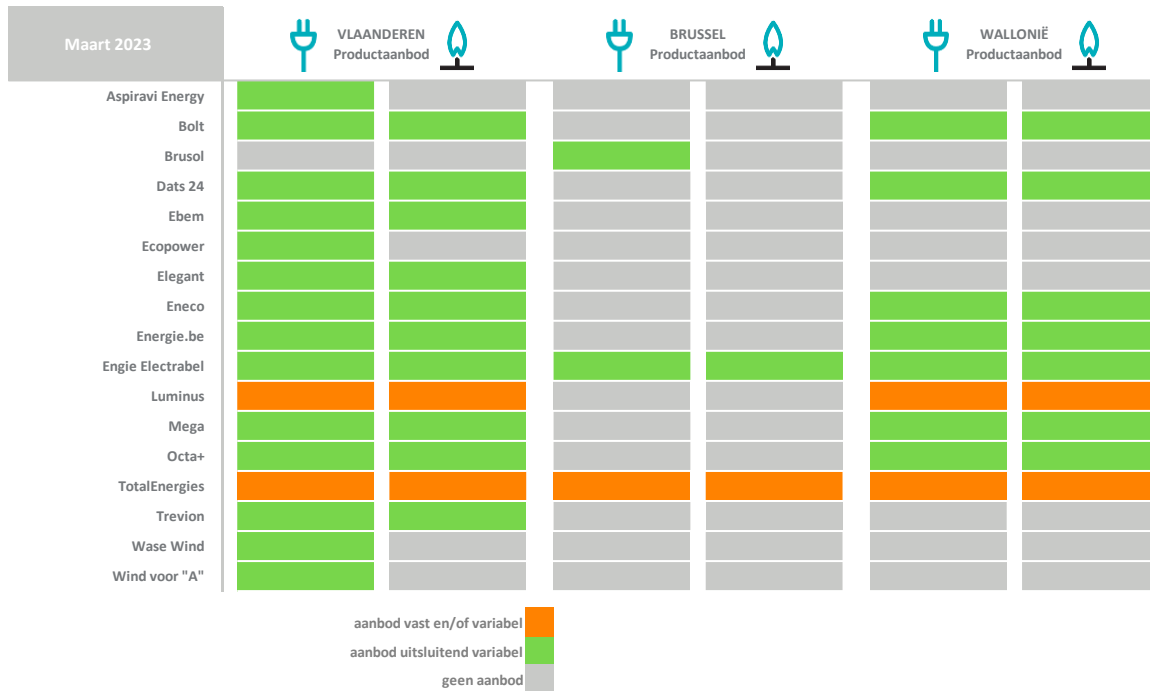 Maart 2023
VLAANDEREN
Productaanbod
BRUSSEL
Productaanbod
WALLONIË
Productaanbod
Aspiravi Energy
Bolt
Brusol
Dats 24
Ebem
Ecopower
Elegant
Eneco
Energie.be
Engie Electrabel
Luminus
Mega
Octa+
TotalEnergies
Trevion
Wase Wind
Wind voor "A"
aanbod vast en/of variabel
aanbod uitsluitend variabel
geen aanbod